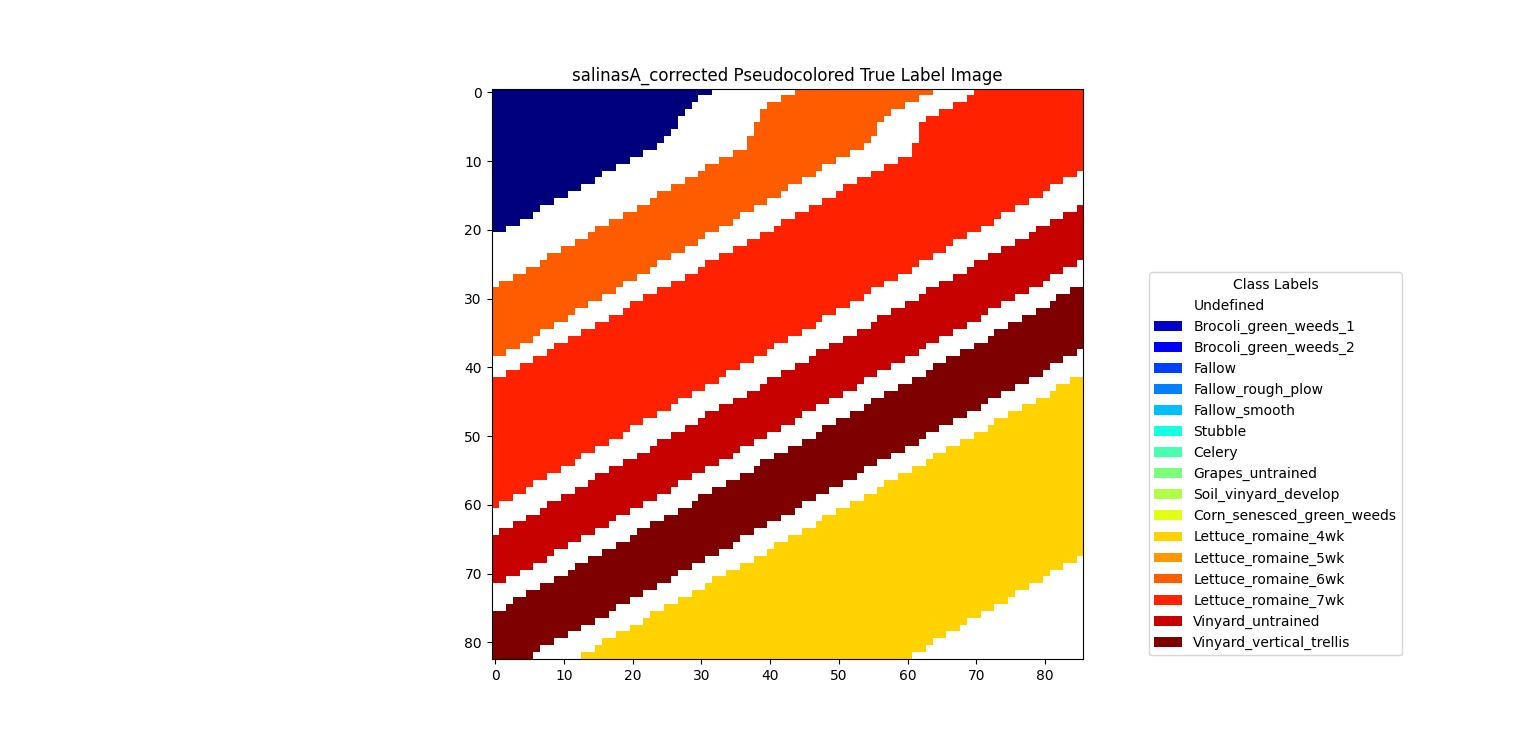 salinasA_corrected Pseudocolored True Label Image
0
10
20
30
40
50
60
70
80
0 10 20 30 40 50 60 70 80
Class Labels
Undefined
Brocoli_green_weeds_1
Brocoli_green_weeds_2
Fallow
Fallow_rough_plow
Fallow_smooth
Stubble
Celery
Grapes_untrained
Soil_vinyard_develop
Corn_senesced_green_weeds
Lettuce_romaine_4wk
Lettuce_romaine_5wk
Lettuce_romaine_6wk
Lettuce_romaine_7wk
Vinyard_untrained
Vinyard_vertical_trellis